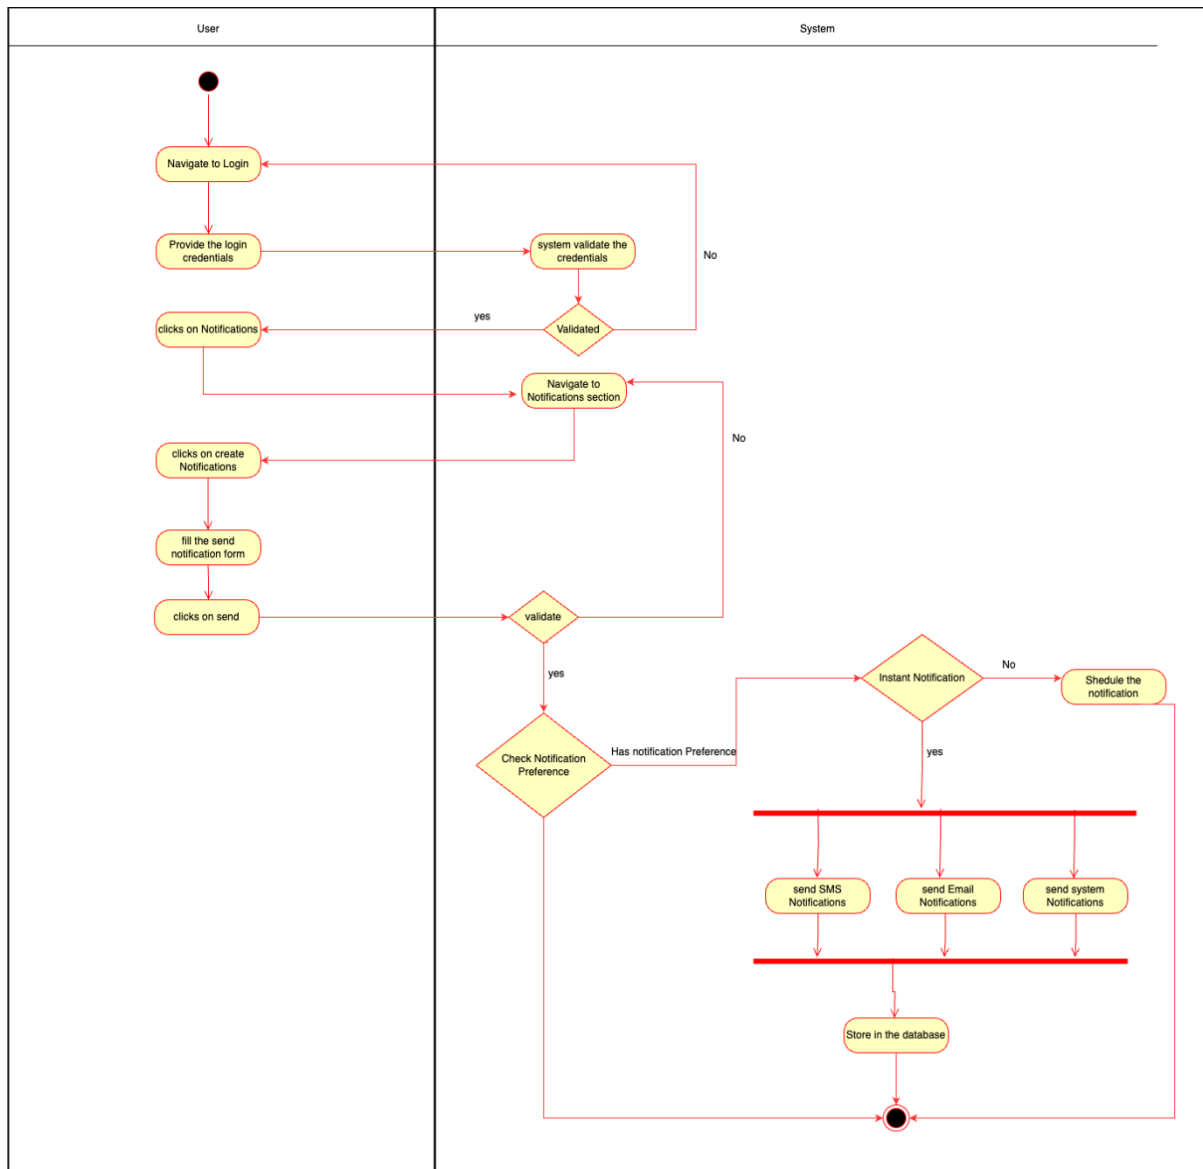 User
System
Navigate to Login
Provide the login
credentials
system validate the
credentials
No
clicks on Notifications
yes
Validated
Navigate to
Notifications section
No
clicks on create
Notifications
fill the send
notification form
clicks on send
validate
yes
Instant Notification
No
Shedule the
notification
Check Notification
Preference
Has notification Preference
yes
send SMS
Notifications
send Email
Notifications
send system
Notifications
Store in the database